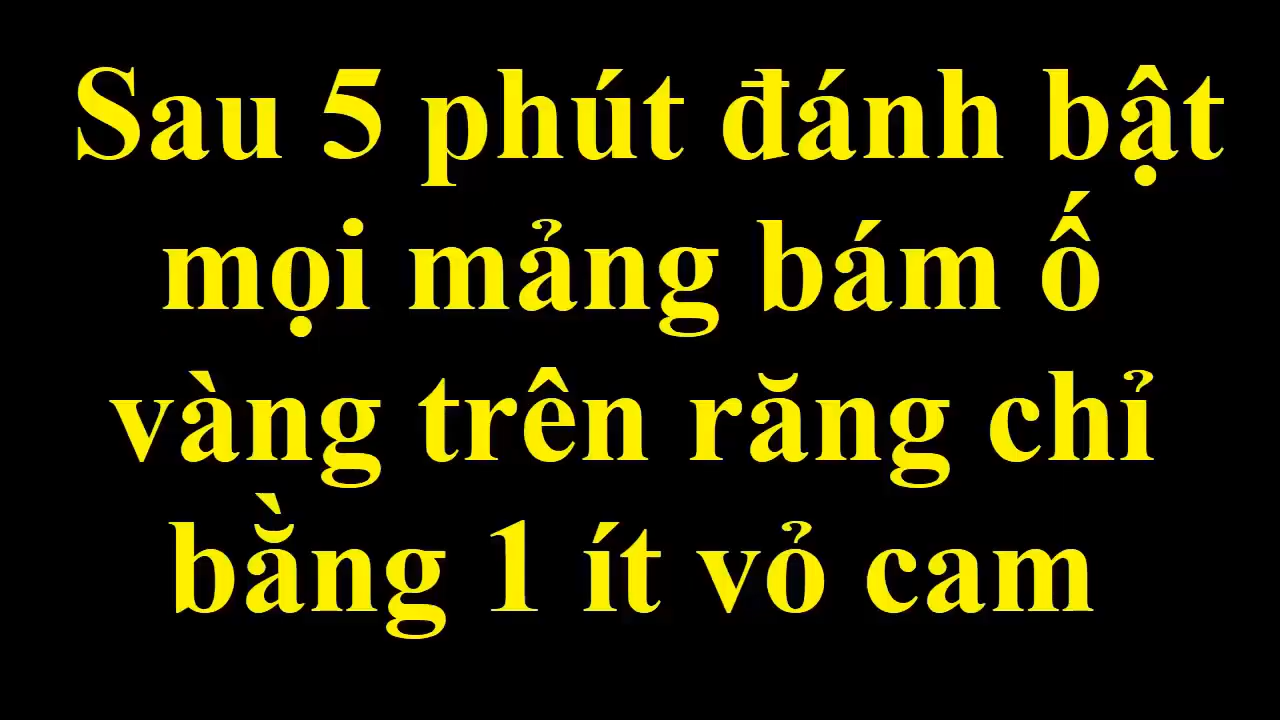 Sau 5 phút đánh bật
mọi mảng bám ố
vàng trên răng chỉ
bằng 1 ít vỏ cam